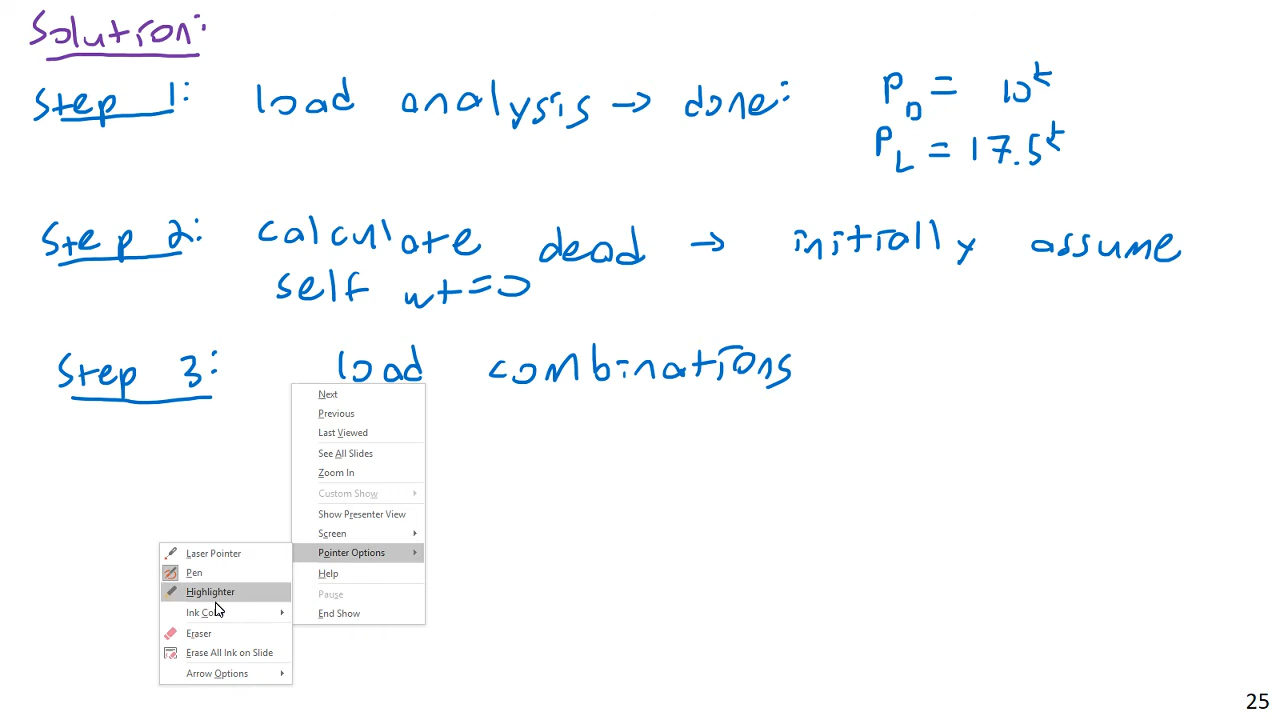 Solution:
Step 1: load analysis → done: P_D = 10^k
P_L = 17.5^k
Step 2: calculate dead → initially assume
self wt=0
Step 3: load combinations
Next
Previous
Last Viewed
See All Slides
Zoom In
Custom Show
Show Presenter View
Screen
Pointer Options
Help
Pause
End Show
Laser Pointer
Pen
Highlighter
Ink Co
Eraser
Erase All Ink on Slide
Arrow Options
25